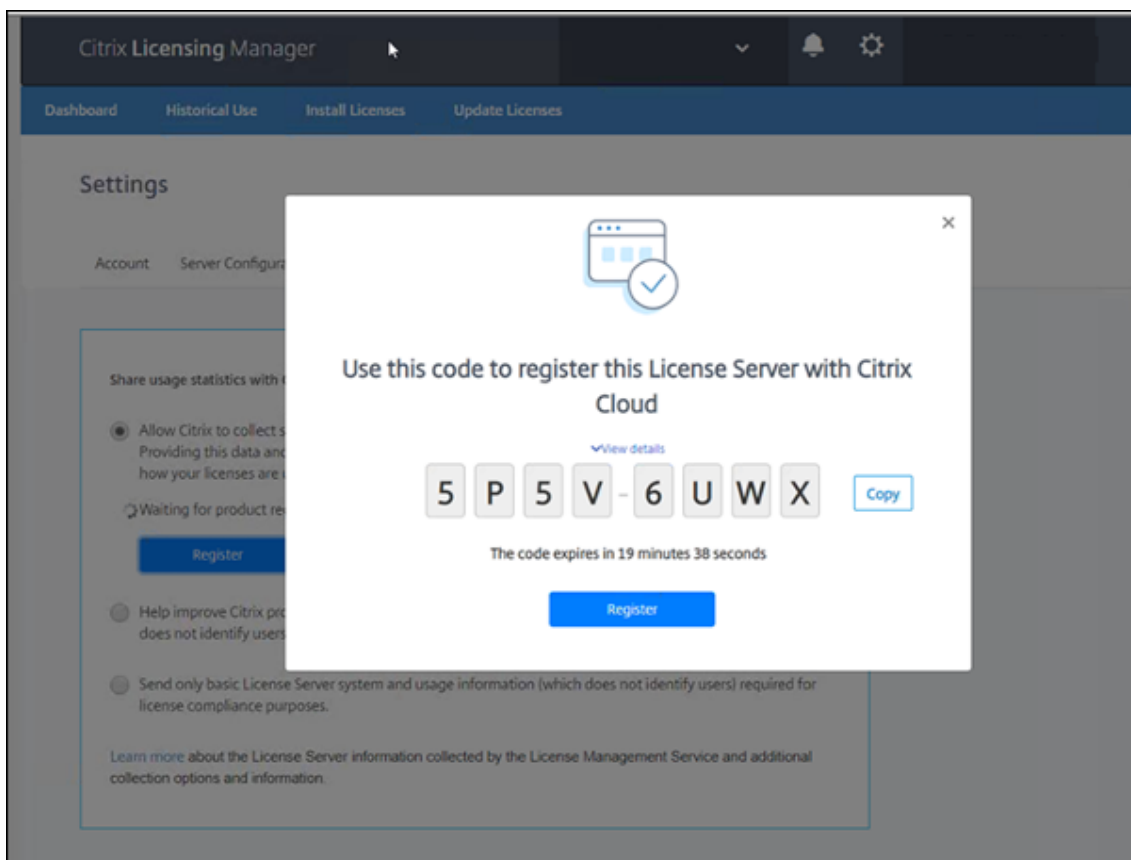 Citrix Licensing Manager
Dashboard Historical Use Install Licenses Update Licenses
Settings
Account Server
Share usage statistics with
Allow Citrix to collect
Providing this data and
how your licenses are
Waiting for product
Register
Help improve Citrix
does not identify users
Send only basic License Server system and usage information (which does not identify users) required for
license compliance purposes.
Learn more about the License Server information collected by the License Management Service and additional
collection options and information.
Use this code to register this License Server with Citrix
Cloud
View details
5 P 5 V - 6 U W X Copy
The code expires in 19 minutes 38 seconds
Register